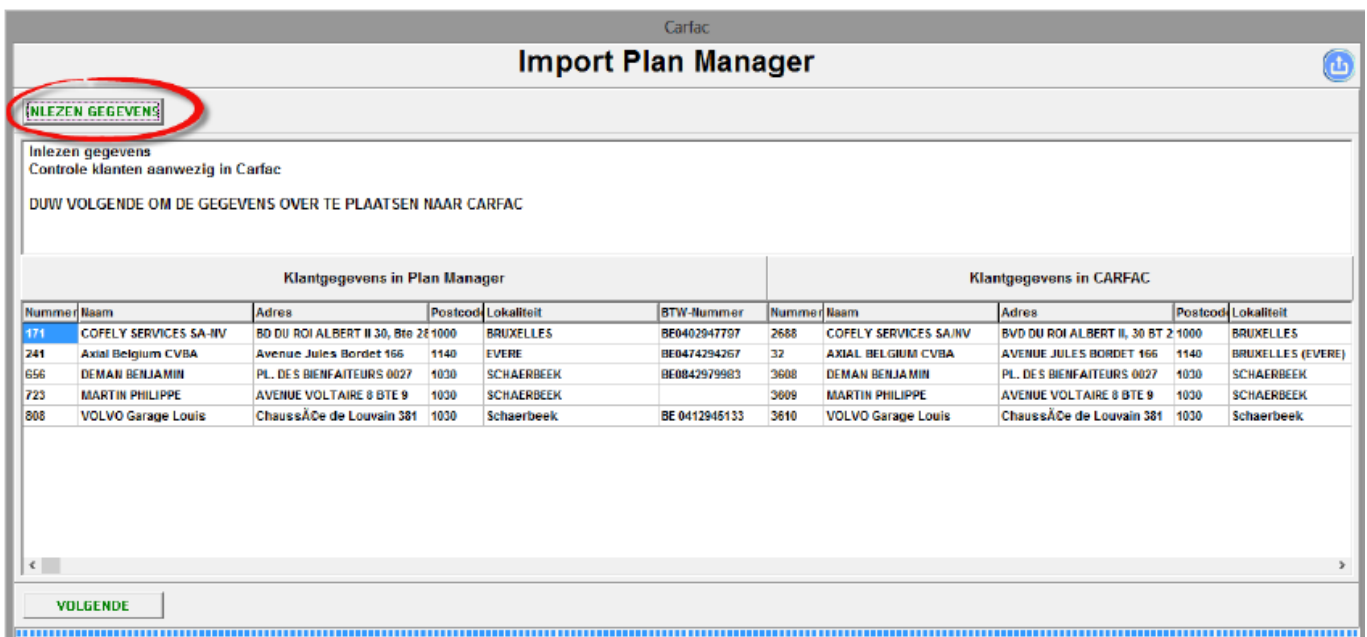 Carfac
Import Plan Manager
INLEZEN GEGEVENS
Inlezen gegevens
Controle klanten aanwezig in Carfac
DUW VOLGENDE OM DE GEGEVENS OVER TE PLAATSEN NAAR CARFAC
Klantgegevens in Plan Manager Klantgegevens in CARFAC
Nummer Naam Adres Postcod Lokaliteit BTW-Nummer Nummer Naam Adres Postcod Lokaliteit
171 COFELY SERVICES SA-NV BD DU ROI ALBERT II 30, Bte 28 1000 BRUXELLES BE0402947797 2688 COFELY SERVICES SA/NV BVD DU ROI ALBERT II, 30 BT 2 1000 BRUXELLES
241 Axial Belgium CVBA Avenue Jules Bordet 166 1140 EVERE BE0474294267 32 AXIAL BELGIUM CVBA AVENUE JULES BORDET 166 1140 BRUXELLES (EVERE)
656 DEMAN BENJAMIN PL. DES BIENFAITEURS 0027 1030 SCHAERBEEK BE0842979983 3608 DEMAN BENJAMIN PL. DES BIENFAITEURS 0027 1030 SCHAERBEEK
723 MARTIN PHILIPPE AVENUE VOLTAIRE 8 BTE 9 1030 SCHAERBEEK 3609 MARTIN PHILIPPE AVENUE VOLTAIRE 8 BTE 9 1030 SCHAERBEEK
808 VOLVO Garage Louis ChaussÃ©e de Louvain 381 1030 Schaerbeek BE 0412945133 3610 VOLVO Garage Louis ChaussÃ©e de Louvain 381 1030 Schaerbeek
VOLGENDE